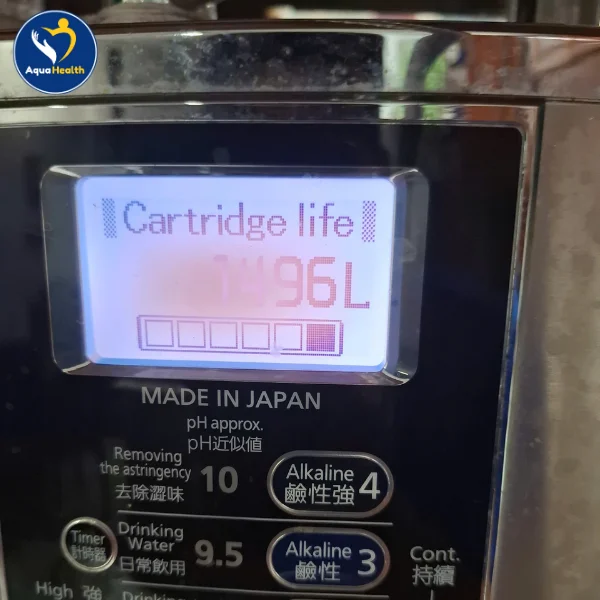 AquaHealth
Cartridge life
96L
MADE IN JAPAN
pH approx.
pH近似値
Removing
the astringency
去除澀味
10
Alkaline
鹼性強
4
Timer
計時器
Drinking
Water
日常飲用
9.5
Alkaline
鹼性
3
Cont.
持續
High 強